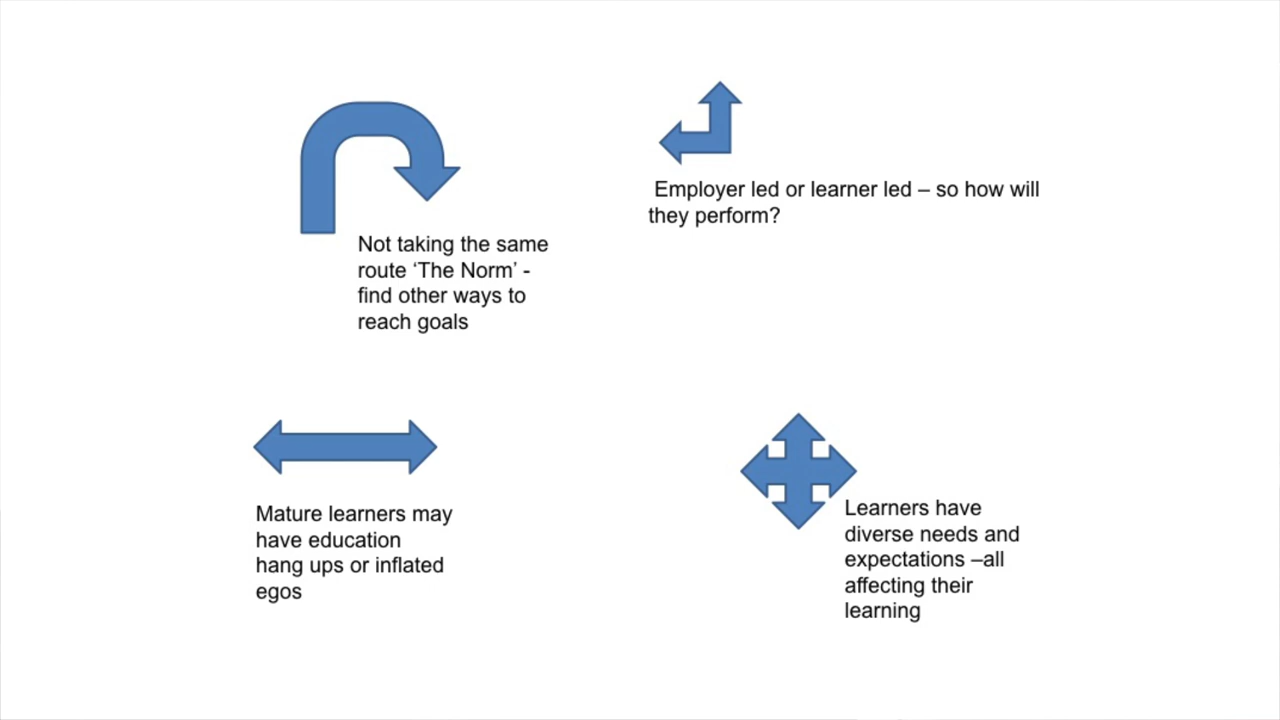 Employer led or learner led – so how will
they perform?
Not taking the same
route ‘The Norm’ -
find other ways to
reach goals
Mature learners may
have education
hang ups or inflated
egos
Learners have
diverse needs and
expectations –all
affecting their
learning